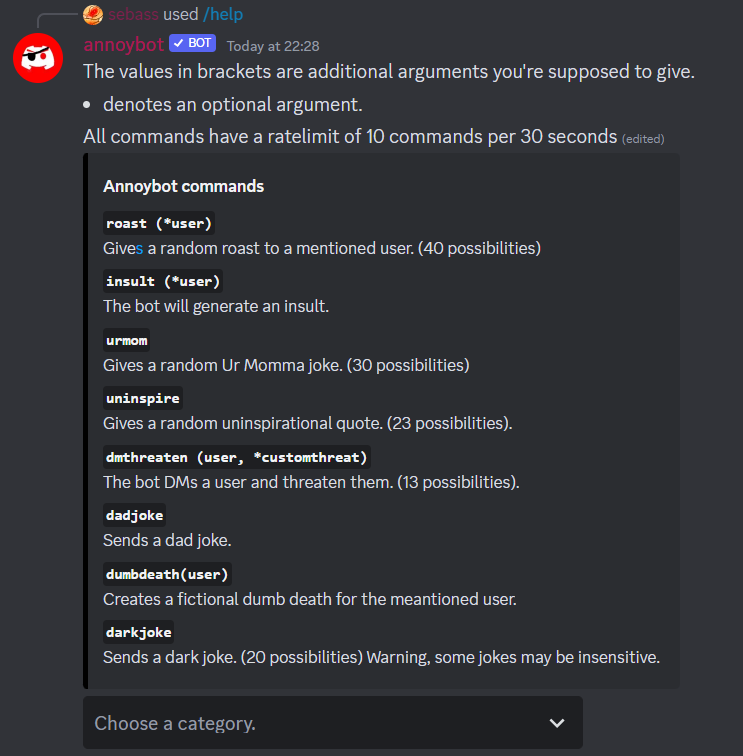 sebass used /help
annoybot BOT Today at 22:28
The values in brackets are additional arguments you're supposed to give.
• denotes an optional argument.
All commands have a ratelimit of 10 commands per 30 seconds (edited)
Annoybot commands
roast (*user)
Gives a random roast to a mentioned user. (40 possibilities)
insult (*user)
The bot will generate an insult.
urmom
Gives a random Ur Momma joke. (30 possibilities)
uninspire
Gives a random uninspirational quote. (23 possibilities).
dmthreaten (user, *customthreat)
The bot DMs a user and threaten them. (13 possibilities).
dadjoke
Sends a dad joke.
dumbdeath(user)
Creates a fictional dumb death for the meantioned user.
darkjoke
Sends a dark joke. (20 possibilities) Warning, some jokes may be insensitive.
Choose a category.